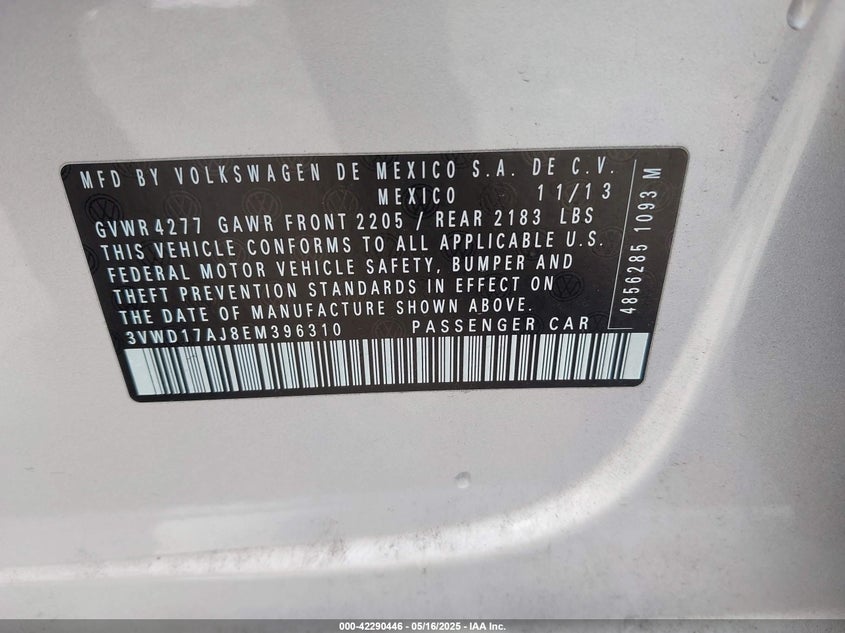 MFD BY VOLKSWAGEN DE MEXICO S.A. DE C.V.
MEXICO 11/13
GVWR 4277 GAWR FRONT 2205 / REAR 2183 LBS
THIS VEHICLE CONFORMS TO ALL APPLICABLE U.S.
FEDERAL MOTOR VEHICLE SAFETY, BUMPER AND
THEFT PREVENTION STANDARDS IN EFFECT ON
THE DATE OF MANUFACTURE SHOWN ABOVE.
3VWD17AJ8EM396310 PASSENGER CAR
4856285 1093 M
000-42290446 - 05/16/2025 - IAA Inc.